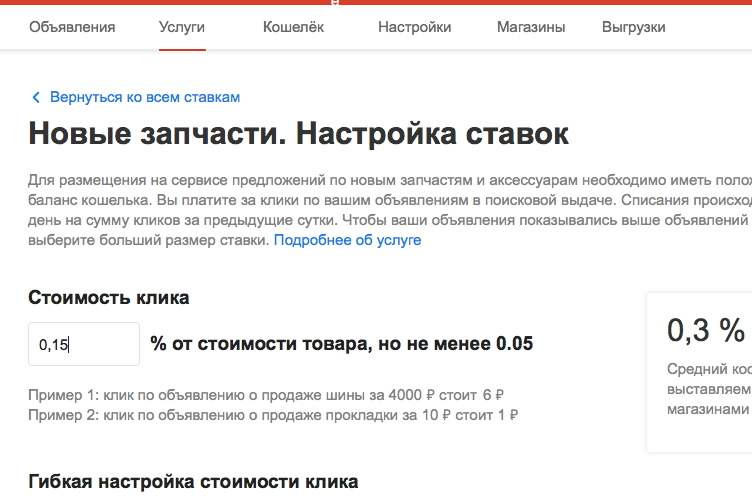 Объявления Услуги Кошелёк Настройки Магазины Выгрузки
Вернуться ко всем ставкам
Новые запчасти. Настройка ставок
Для размещения на сервисе предложений по новым запчастям и аксессуарам необходимо иметь
баланс кошелька. Вы платите за клики по вашим объявлениям в поисковой выдаче. Списания
день на сумму кликов за предыдущие сутки. Чтобы ваши объявления показывались выше объявлений
выберите больший размер ставки. Подробнее об услуге
Стоимость клика
0,15 % от стоимости товара, но не менее 0.05
Пример 1: клик по объявлению о продаже шины за 4000 ₽ стоит 6 ₽
Пример 2: клик по объявлению о продаже прокладки за 10 ₽ стоит 1 ₽
0,3 %
Средний
выставляем
магазинами
Гибкая настройка стоимости клика